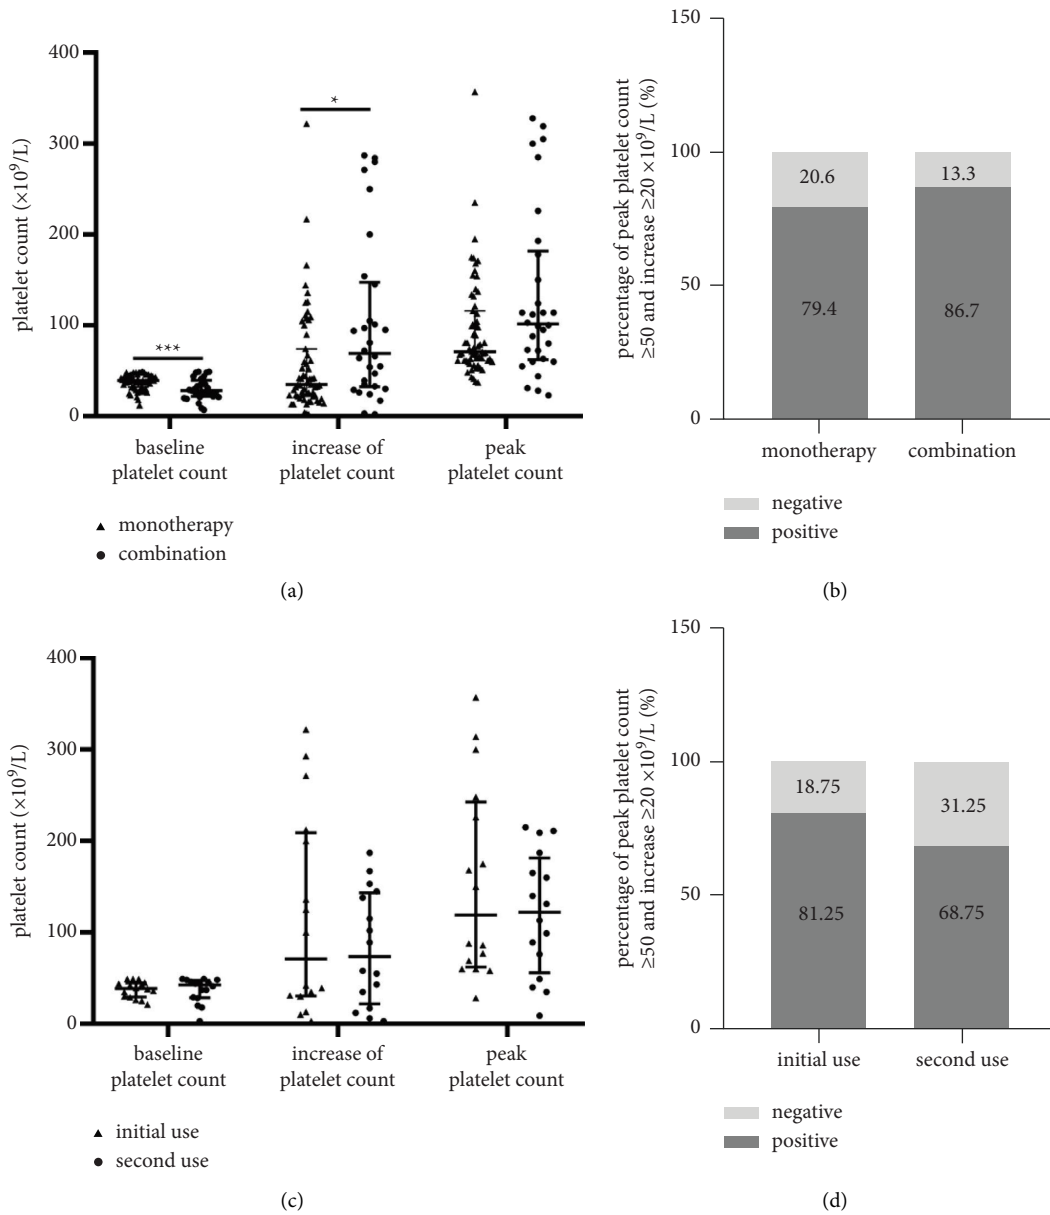 400
300
200
100
0
platelet count (×10⁹/L)
***
*
baseline
platelet count
increase of
platelet count
peak
platelet count
monotherapy
combination
(a)
150
100
50
0
percentage of peak platelet count
≥50 and increase ≥20 ×10⁹/L (%)
20.6
13.3
79.4
86.7
monotherapy
combination
negative
positive
(b)
400
300
200
100
0
platelet count (×10⁹/L)
baseline
platelet count
increase of
platelet count
peak
platelet count
initial use
second use
(c)
150
100
50
0
percentage of peak platelet count
≥50 and increase ≥20 ×10⁹/L (%)
18.75
31.25
81.25
68.75
initial use
second use
negative
positive
(d)